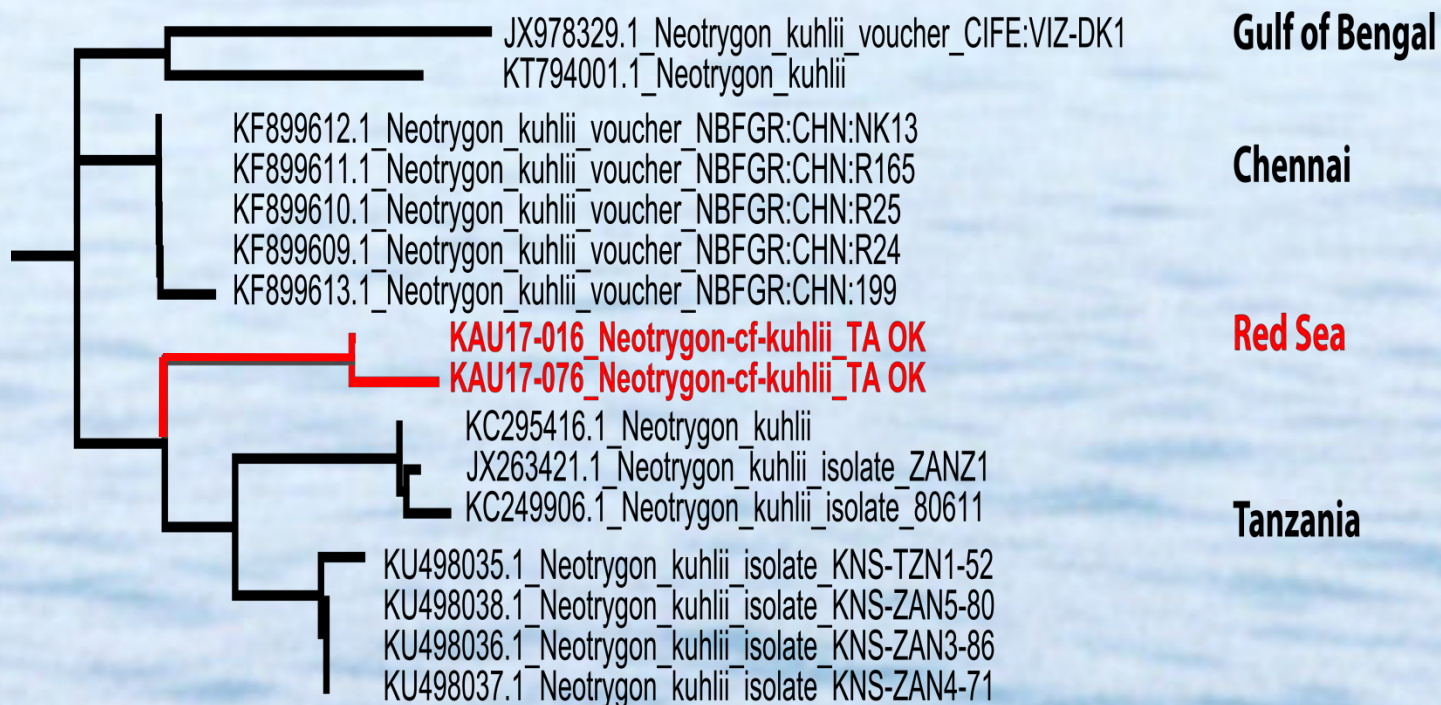 JX978329.1_Neotrygon_kuhlii_voucher_CIFE:VIZ-DK1 Gulf of Bengal
KT794001.1_Neotrygon_kuhlii
KF899612.1_Neotrygon_kuhlii_voucher_NBFGR:CHN:NK13
KF899611.1_Neotrygon_kuhlii_voucher_NBFGR:CHN:R165 Chennai
KF899610.1_Neotrygon_kuhlii_voucher_NBFGR:CHN:R25
KF899609.1_Neotrygon_kuhlii_voucher_NBFGR:CHN:R24
KF899613.1_Neotrygon_kuhlii_voucher_NBFGR:CHN:199
KAU17-016_Neotrygon-cf-kuhlii_TA OK Red Sea
KAU17-076_Neotrygon-cf-kuhlii_TA OK
KC295416.1_Neotrygon_kuhlii
JX263421.1_Neotrygon_kuhlii_isolate_ZANZ1
KC249906.1_Neotrygon_kuhlii_isolate_80611 Tanzania
KU498035.1_Neotrygon_kuhlii_isolate_KNS-TZN1-52
KU498038.1_Neotrygon_kuhlii_isolate_KNS-ZAN5-80
KU498036.1_Neotrygon_kuhlii_isolate_KNS-ZAN3-86
KU498037.1_Neotrygon_kuhlii_isolate_KNS-ZAN4-71